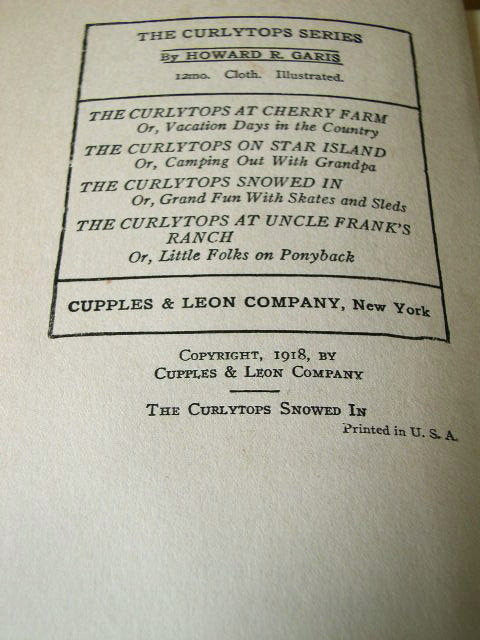 THE CURLYTOPS SERIES
By HOWARD R. GARIS
12mo. Cloth. Illustrated.
THE CURLYTOPS AT CHERRY FARM
Or, Vacation Days in the Country
THE CURLYTOPS ON STAR ISLAND
Or, Camping Out With Grandpa
THE CURLYTOPS SNOWED IN
Or, Grand Fun With Skates and Sleds
THE CURLYTOPS AT UNCLE FRANK'S
RANCH
Or, Little Folks on Ponyback
CUPPLES & LEON COMPANY, New York
COPYRIGHT, 1918, BY
CUPPLES & LEON COMPANY
THE CURLYTOPS SNOWED IN
Printed in U. S. A.